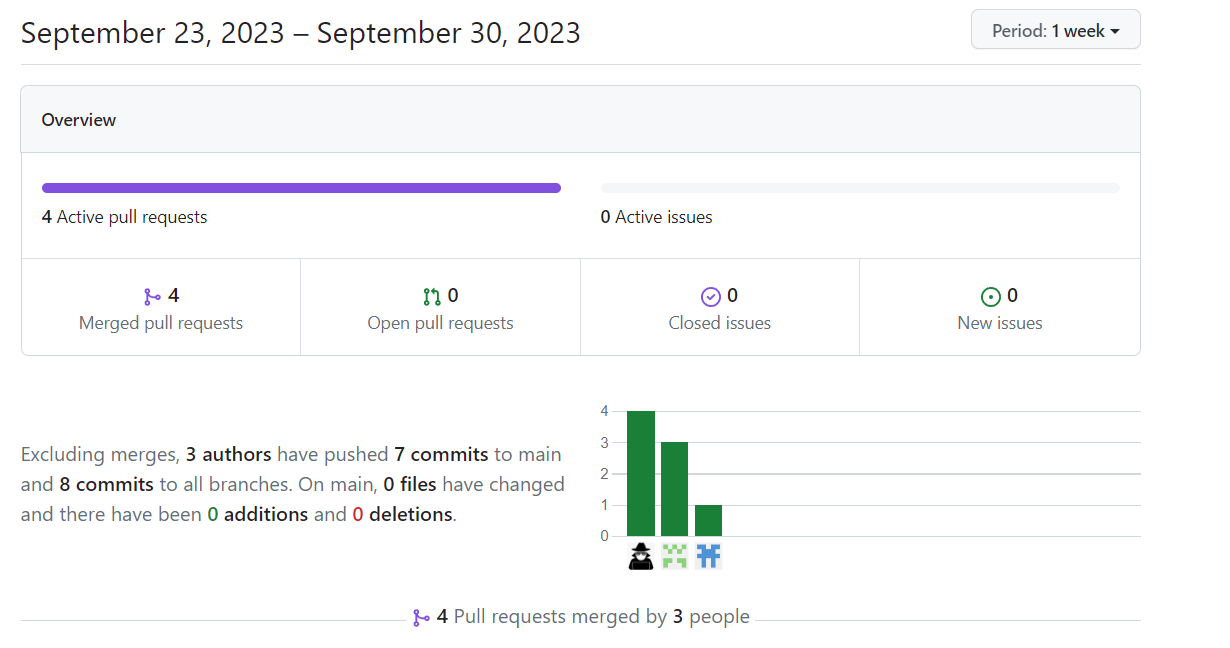 September 23, 2023 – September 30, 2023
Period: 1 week
Overview
4 Active pull requests
0 Active issues
4
Merged pull requests
0
Open pull requests
0
Closed issues
0
New issues
Excluding merges, 3 authors have pushed 7 commits to main
and 8 commits to all branches. On main, 0 files have changed
and there have been 0 additions and 0 deletions.
4
3
2
1
0
4 Pull requests merged by 3 people